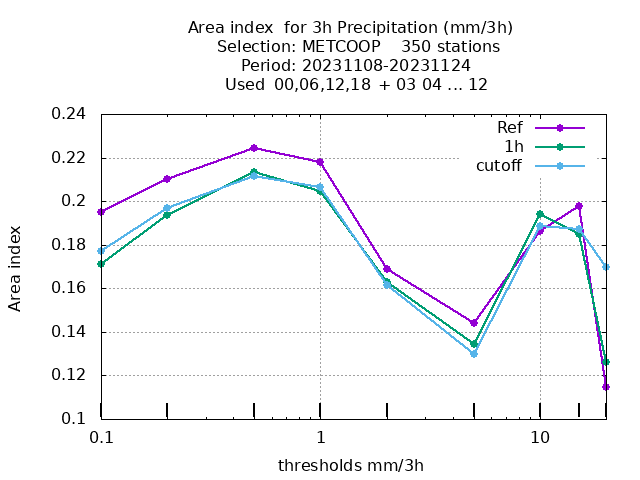 Area index  for 3h Precipitation (mm/3h)
Selection: METCOOP    350 stations
Period: 20231108-20231124
Used  00,06,12,18  + 03 04 ... 12
Ref
1h
cutoff
0.24
0.22
0.2
0.18
0.16
0.14
0.12
0.1
Area index
0.1
1
10
thresholds mm/3h